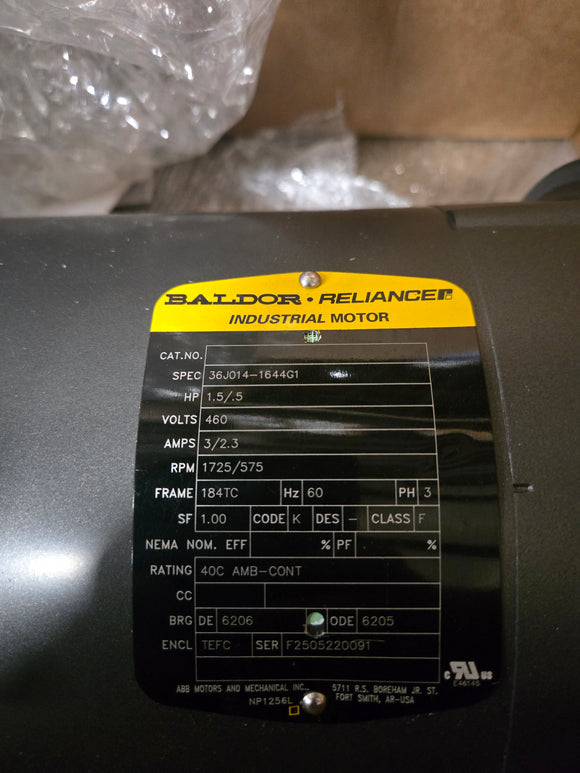 BALDOR • RELIANCE
INDUSTRIAL MOTOR
CAT.NO.
SPEC 36J014-1644G1
HP 1.5/.5
VOLTS 460
AMPS 3/2.3
RPM 1725/575
FRAME 184TC Hz 60 PH 3
SF 1.00 CODE K DES - CLASS F
NEMA NOM. EFF % PF %
RATING 40C AMB-CONT
CC
BRG DE 6206 ODE 6205
ENCL TEFC SER F2505220091
ABB MOTORS AND MECHANICAL INC., 5711 R.S. BOREHAM JR. ST.
FORT SMITH, AR-USA
NP1256L
c RU us
E46145